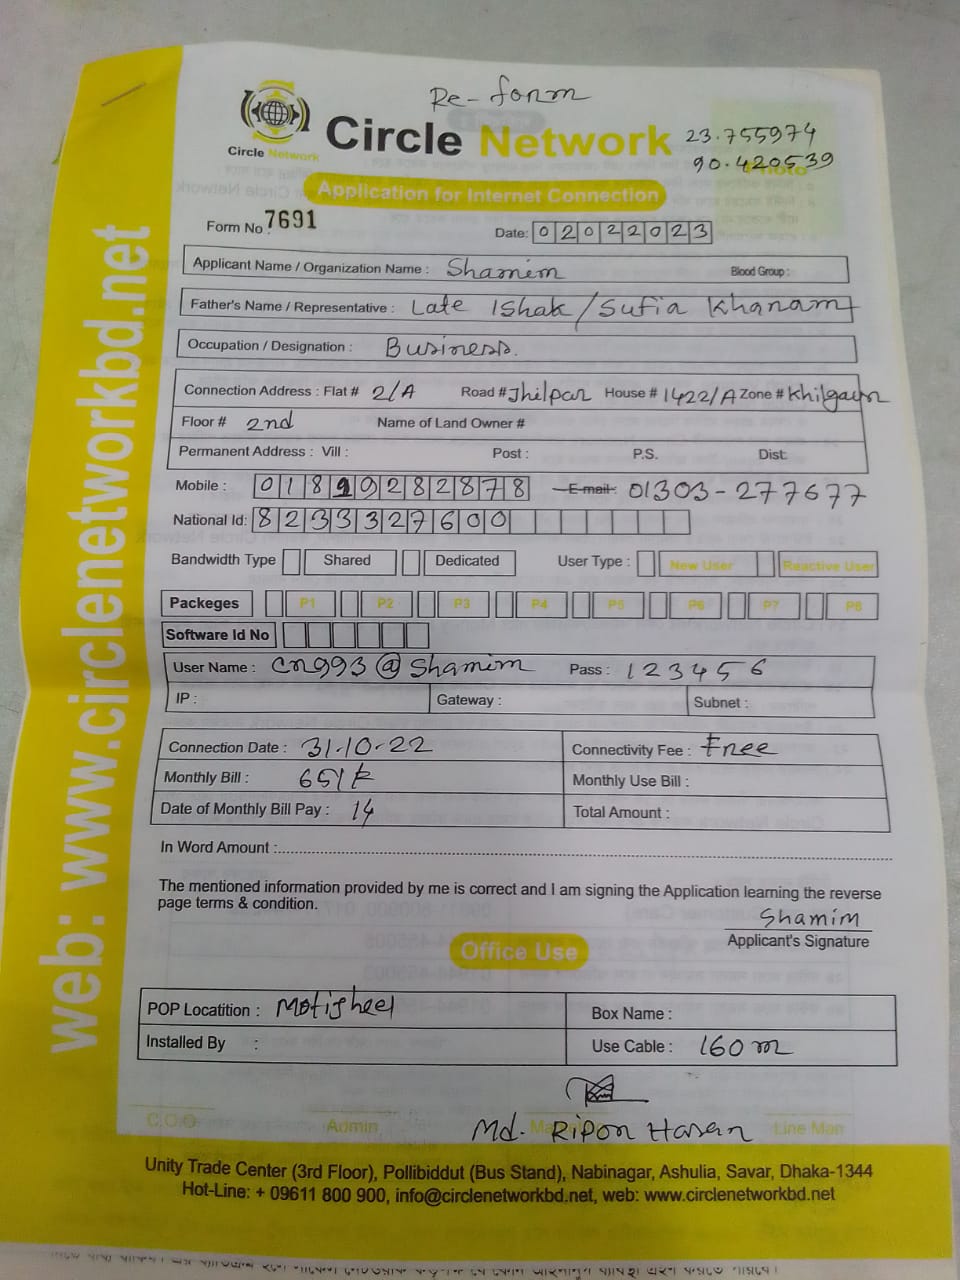 Re-form
Circle Network
Circle Network
23.755974
90.420539
Application for Internet Connection
Form No 7691
Date: 02022023
Applicant Name / Organization Name : Shamim Blood Group :
Father's Name / Representative : Late Ishak / Sufia Khanam
Occupation / Designation : Business.
Connection Address : Flat # 2/A Road # Jhilpar House # 1422/A Zone # Khilgaon
Floor # 2nd Name of Land Owner #
Permanent Address : Vill : Post : P.S. Dist:
Mobile : 01899282878 E-mail: 01303-277677
National Id: 8233327600
Bandwidth Type Shared Dedicated User Type : New User Reactive User
Packeges P1 P2 P3 P4 P5 P6 P7 P8
Software Id No
User Name : cn993@Shamim Pass : 123456
IP : Gateway : Subnet :
Connection Date : 31-10-22 Connectivity Fee : Free
Monthly Bill : 651 Monthly Use Bill :
Date of Monthly Bill Pay : 14 Total Amount :
In Word Amount :
The mentioned information provided by me is correct and I am signing the Application learning the reverse
page terms & condition.
Shamim
Applicant's Signature
Office Use
POP Locatition : Motijheel Box Name :
Installed By : Use Cable : 160 m
C.O.O Admin Line Man
Md. Ripon Hasan
Unity Trade Center (3rd Floor), Pollibiddut (Bus Stand), Nabinagar, Ashulia, Savar, Dhaka-1344
Hot-Line: + 09611 800 900, info@circlenetworkbd.net, web: www.circlenetworkbd.net
web: www.circlenetworkbd.net